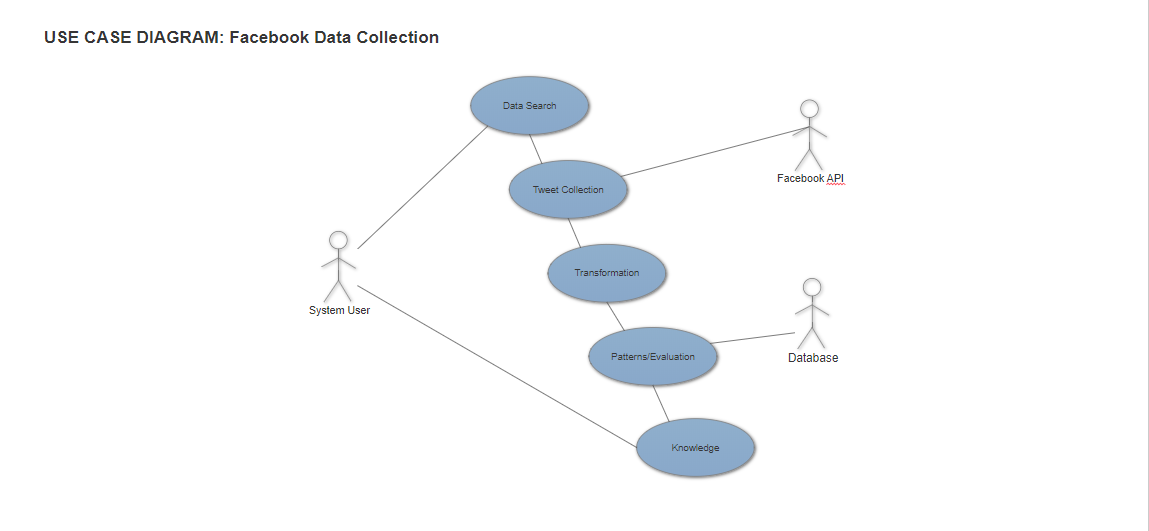 USE CASE DIAGRAM: Facebook Data Collection
Data Search
Facebook API
Tweet Collection
System User
Transformation
Database
Patterns/Evaluation
Knowledge